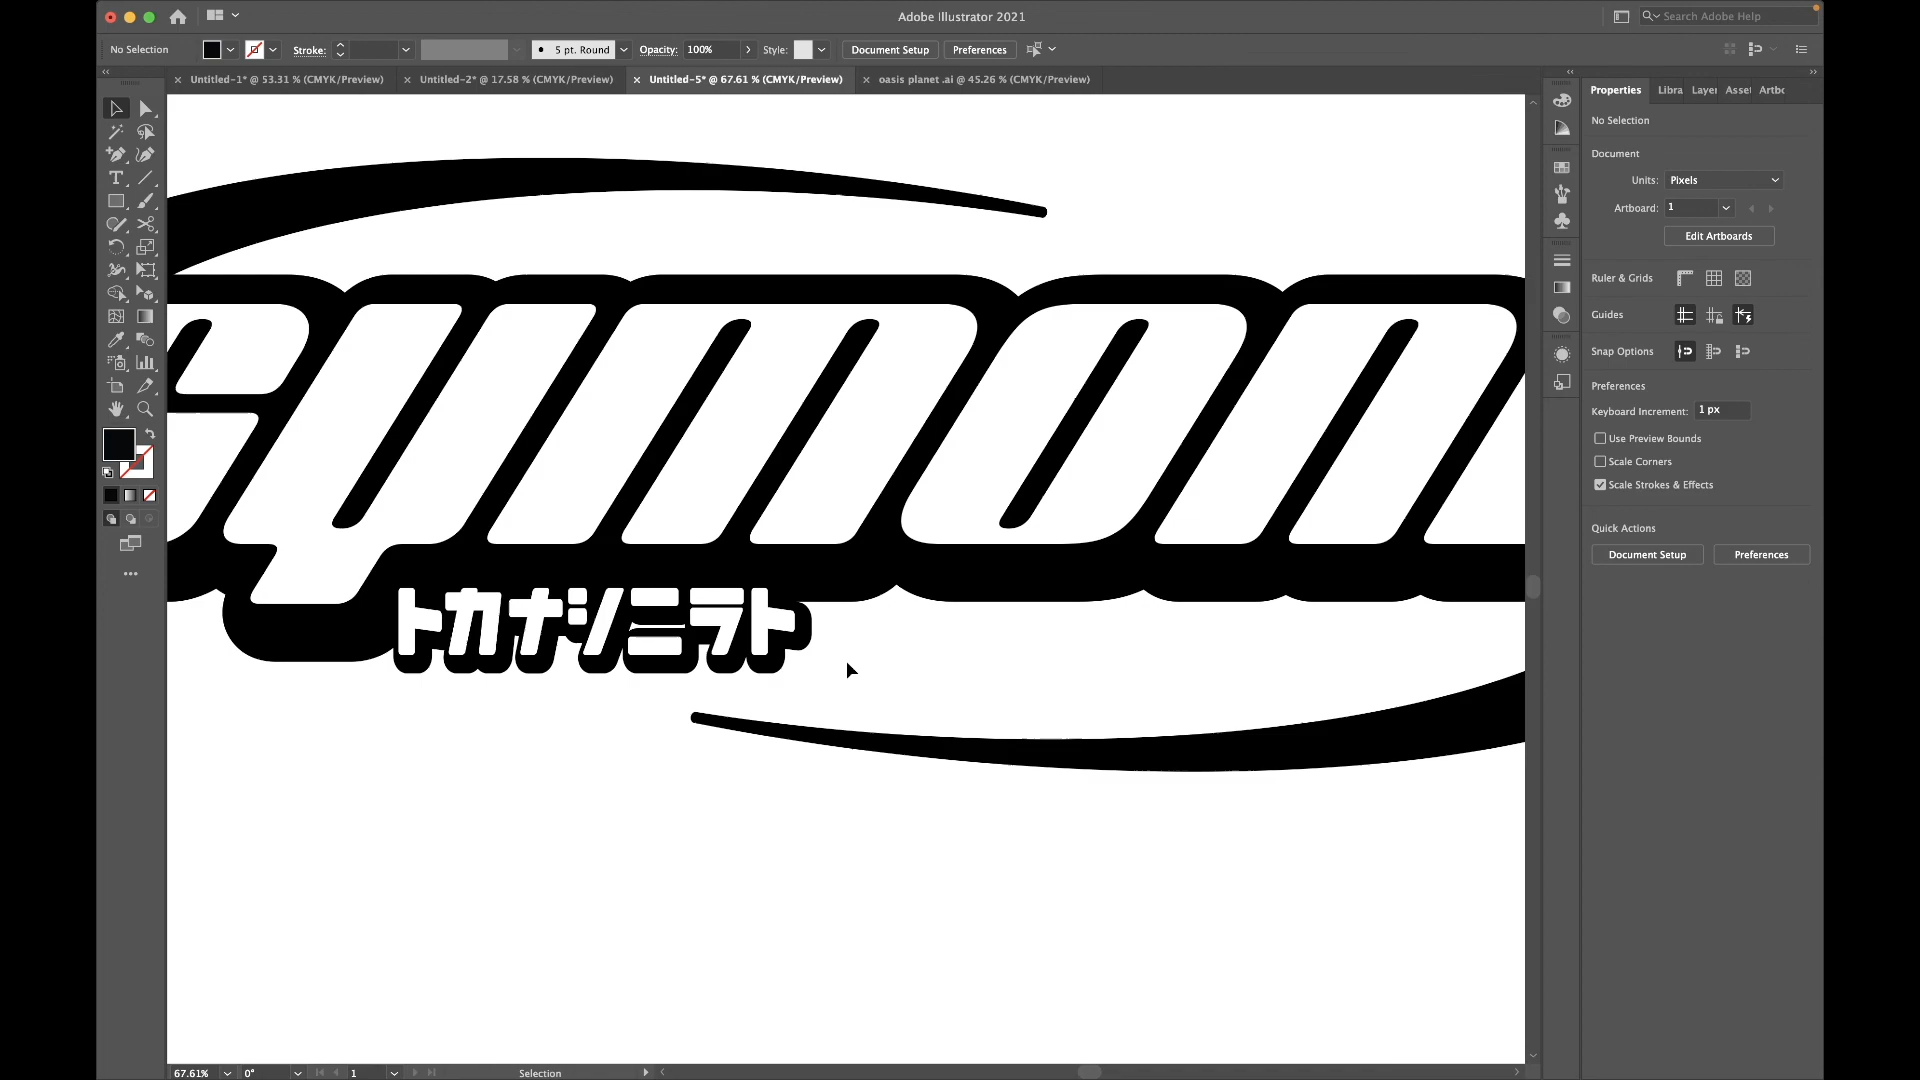 Adobe Illustrator 2021
Search Adobe Help
No Selection
Stroke:
5 pt. Round
Opacity: 100%
Style:
Document Setup
Preferences
Untitled-1* @ 53.31 % (CMYK/Preview)
Untitled-2* @ 17.58 % (CMYK/Preview)
Untitled-5* @ 67.61 % (CMYK/Preview)
oasis planet .ai @ 45.26 % (CMYK/Preview)
Properties
Libra
Layer
Asset
Artbo
No Selection
Document
Units: Pixels
Artboard: 1
Edit Artboards
Ruler & Grids
Guides
Snap Options
Preferences
Keyboard Increment: 1 px
Use Preview Bounds
Scale Corners
Scale Strokes & Effects
Quick Actions
Document Setup
Preferences
トカナシニラト
67.61%
0°
1
Selection